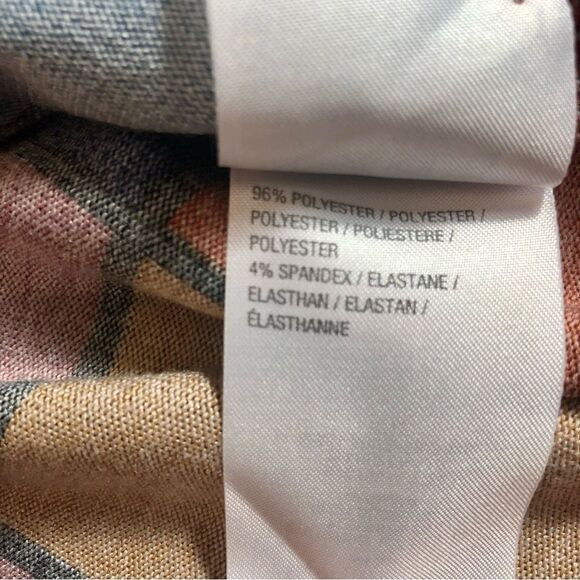 96% POLYESTER / POLYESTER /
POLYESTER / POLIESTERE /
POLYESTER
4% SPANDEX / ELASTANE /
ELASTHAN / ELASTAN /
ÉLASTHANNE